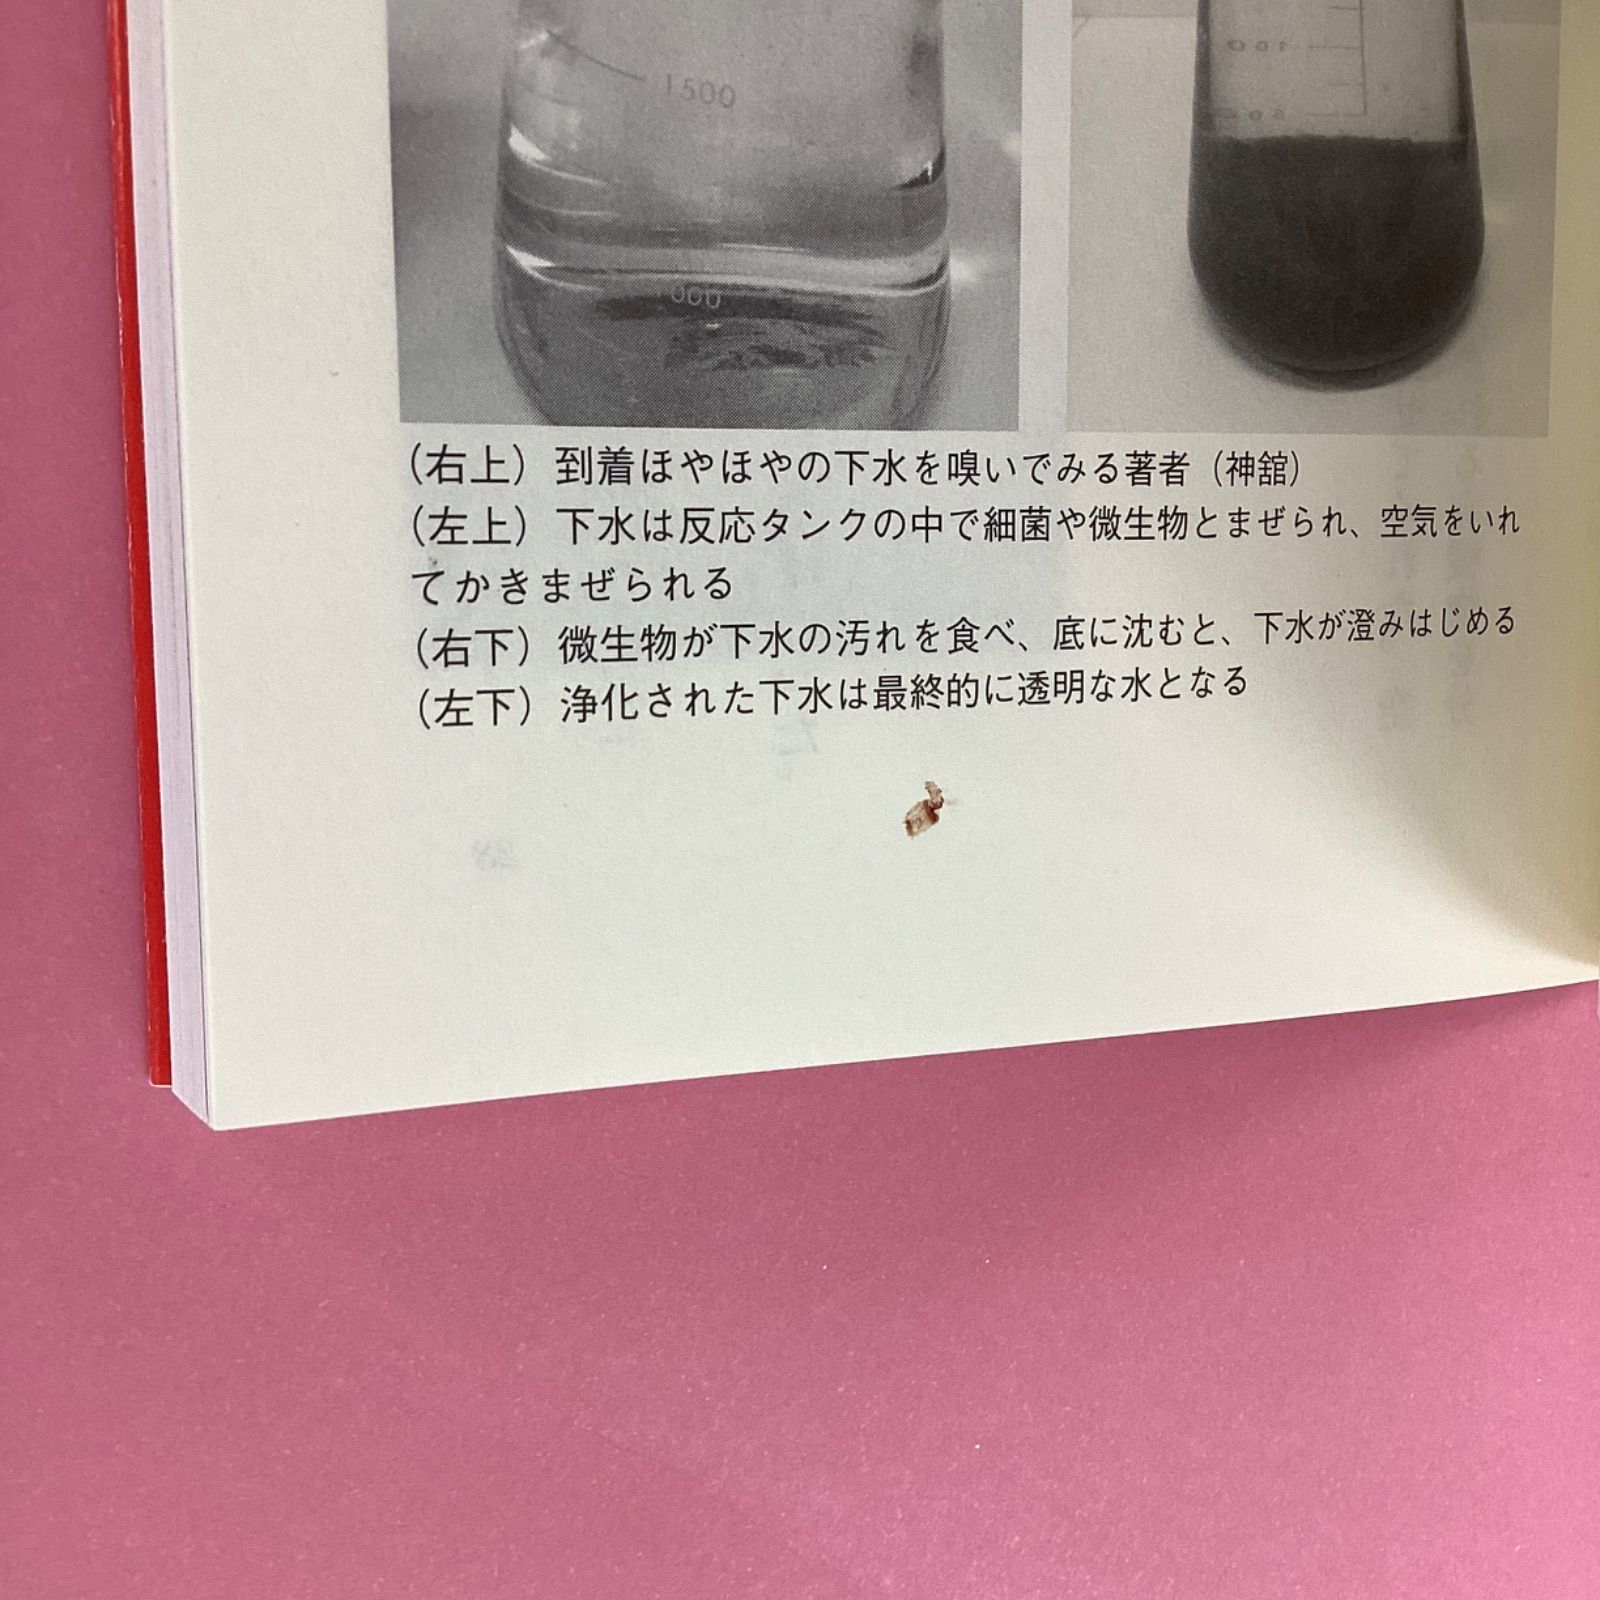 1500
500
100
（右上）到着ほやほやの下水を嗅いでみる著者（神舘）
（左上）下水は反応タンクの中で細菌や微生物とまぜられ、空気をいれ
てかきまぜられる
（右下）微生物が下水の汚れを食べ、底に沈むと、下水が澄みはじめる
（左下）浄化された下水は最終的に透明な水となる